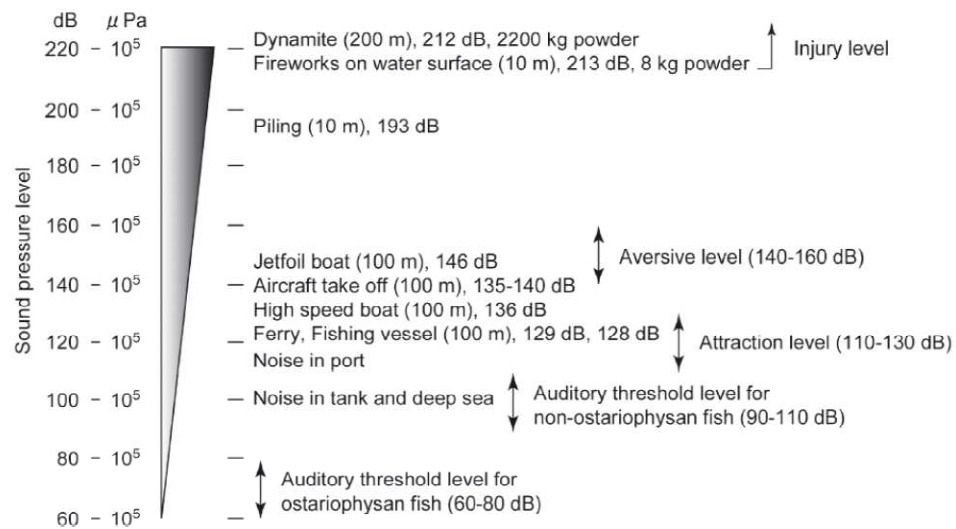 dB μ Pa
220 – 10⁵
Dynamite (200 m), 212 dB, 2200 kg powder
Fireworks on water surface (10 m), 213 dB, 8 kg powder
Injury level
200 – 10⁵
Piling (10 m), 193 dB
180 – 10⁵
160 – 10⁵
Sound pressure level
Jetfoil boat (100 m), 146 dB
Aversive level (140-160 dB)
140 – 10⁵
Aircraft take off (100 m), 135-140 dB
High speed boat (100 m), 136 dB
Ferry, Fishing vessel (100 m), 129 dB, 128 dB
120 – 10⁵
Attraction level (110-130 dB)
Noise in port
100 – 10⁵
Noise in tank and deep sea
Auditory threshold level for
non-ostariophysan fish (90-110 dB)
80 – 10⁵
Auditory threshold level for
ostariophysan fish (60-80 dB)
60 – 10⁵